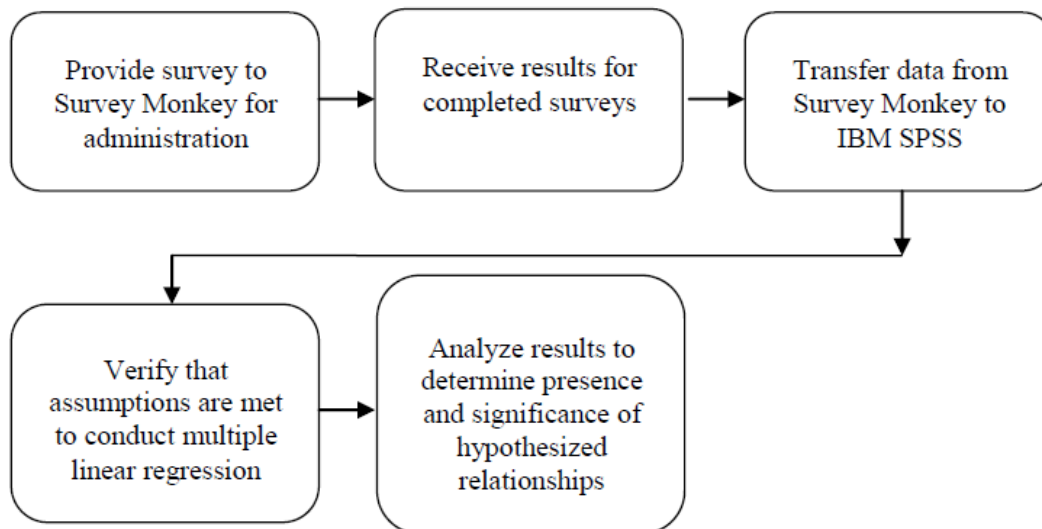 Provide survey to
Survey Monkey for
administration
Receive results for
completed surveys
Transfer data from
Survey Monkey to
IBM SPSS
Verify that
assumptions are met
to conduct multiple
linear regression
Analyze results to
determine presence
and significance of
hypothesized
relationships